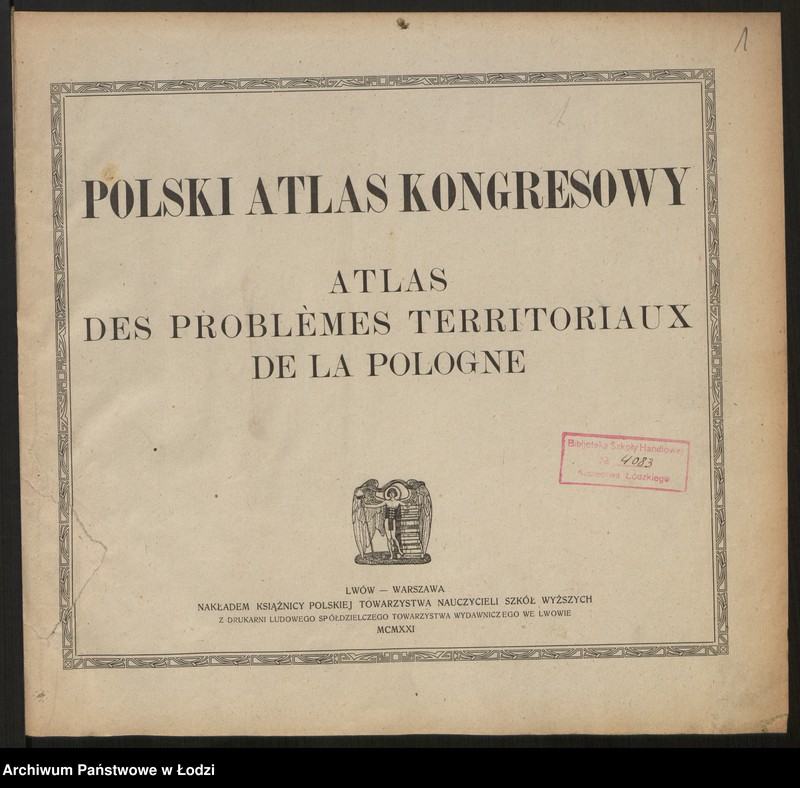 1
POLSKI ATLAS KONGRESOWY
ATLAS
DES PROBLÈMES TERRITORIAUX
DE LA POLOGNE
Bibljoteka Szkoły Handlowej
4083
Łódzkiego
LWÓW — WARSZAWA
NAKŁADEM KSIĄŻNICY POLSKIEJ TOWARZYSTWA NAUCZYCIELI SZKÓŁ WYŻSZYCH
Z DRUKARNI LUDOWEGO SPÓŁDZIELCZEGO TOWARZYSTWA WYDAWNICZEGO WE LWOWIE
MCMXXI
Archiwum Państwowe w Łodzi